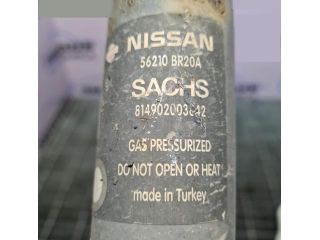 NISSAN
56210 BR20A
SACHS
GAS PRESSURIZED
DO NOT OPEN OR HEAT
made in Turkey